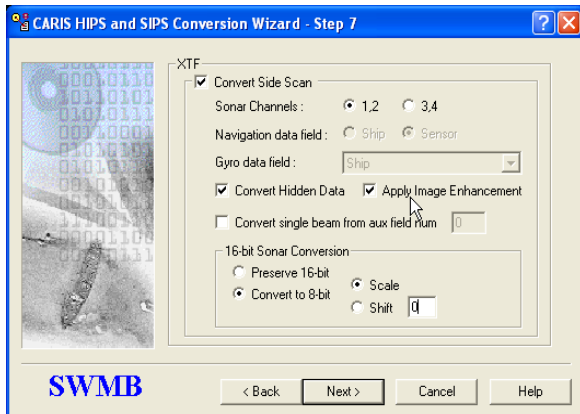 CARIS HIPS and SIPS Conversion Wizard - Step 7
XTF
Convert Side Scan
Sonar Channels : 1,2 3,4
Navigation data field : Ship Sensor
Gyro data field : Ship
Convert Hidden Data Apply Image Enhancement
Convert single beam from aux field num 0
16-bit Sonar Conversion
Preserve 16-bit
Scale
Convert to 8-bit
Shift 0
SWMB
< Back Next > Cancel Help